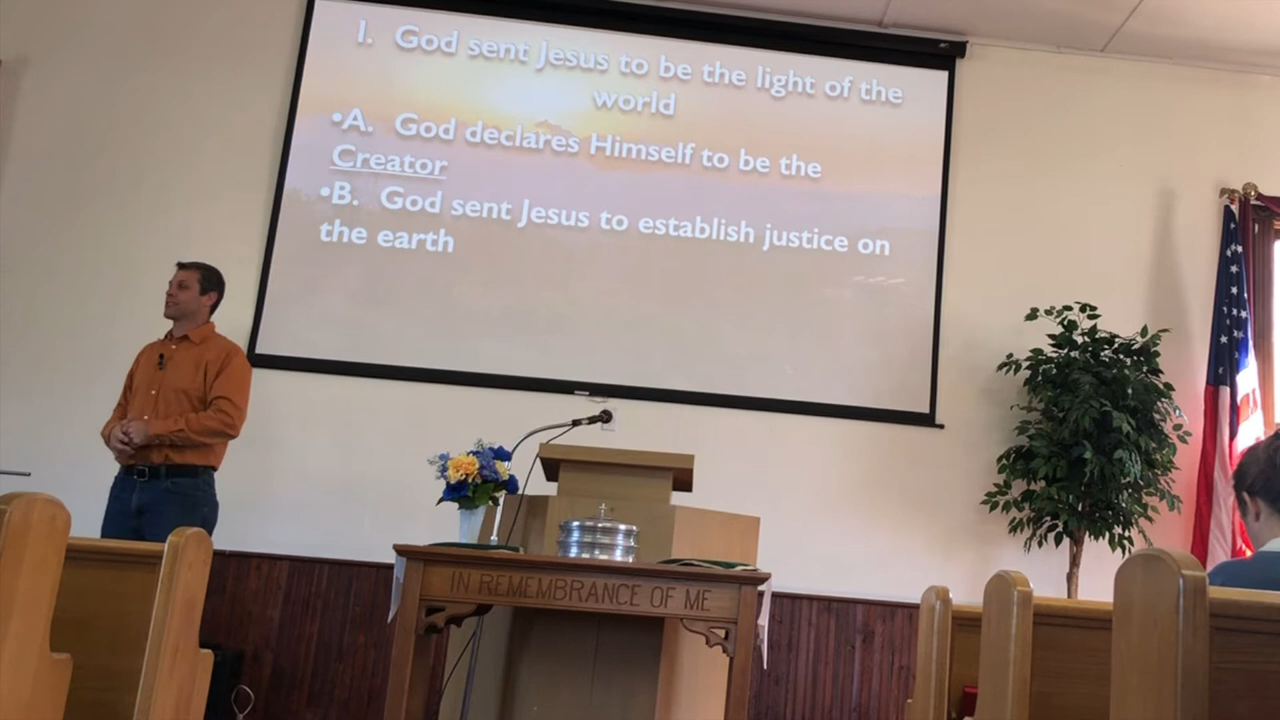 I. God sent Jesus to be the light of the
world
•A. God declares Himself to be the
Creator
•B. God sent Jesus to establish justice on
the earth
IN REMEMBRANCE OF ME